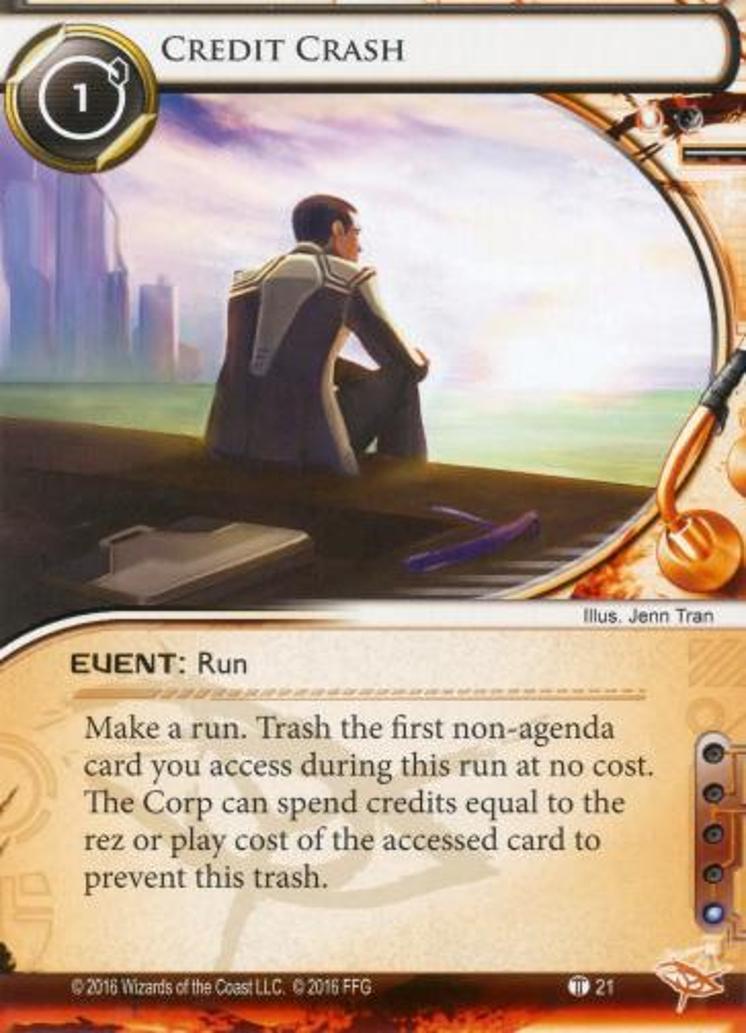 Credit Crash
1
Illus. Jenn Tran
EVENT: Run
Make a run. Trash the first non-agenda
card you access during this run at no cost.
The Corp can spend credits equal to the
rez or play cost of the accessed card to
prevent this trash.
© 2016 Wizards of the Coast LLC. © 2016 FFG 21